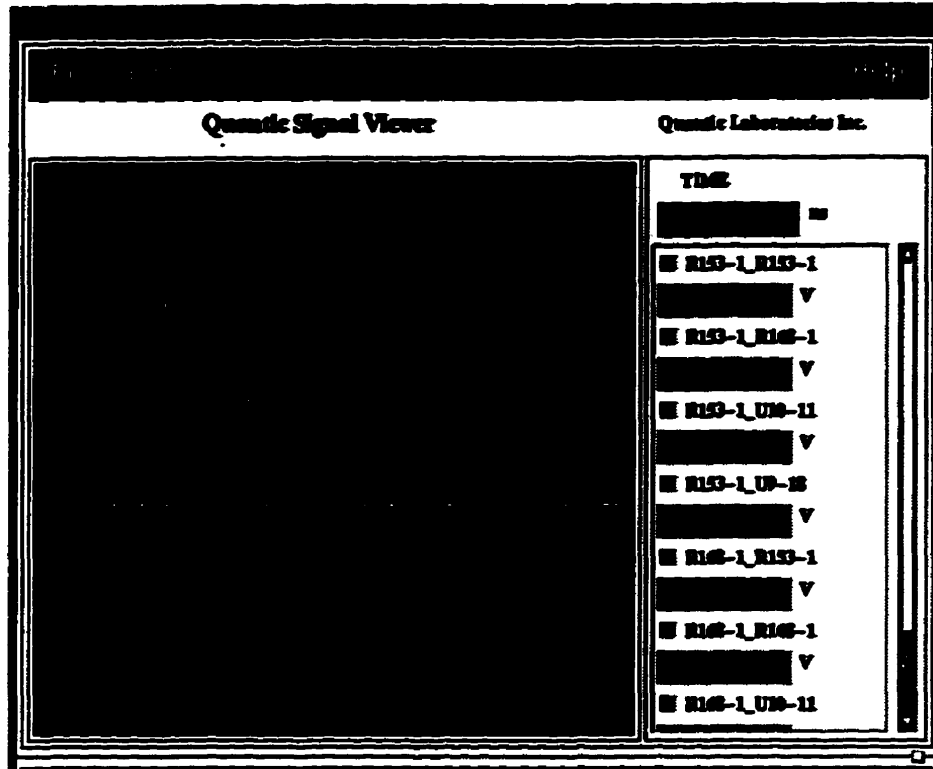 Help
Quantic Signal Viewer
Quantic Laboratories Inc.
TIME
ns
R153-1_R153-1
V
R153-1_R168-1
V
R153-1_U10-11
V
R153-1_U9-18
V
R168-1_R153-1
V
R168-1_R168-1
V
R168-1_U10-11